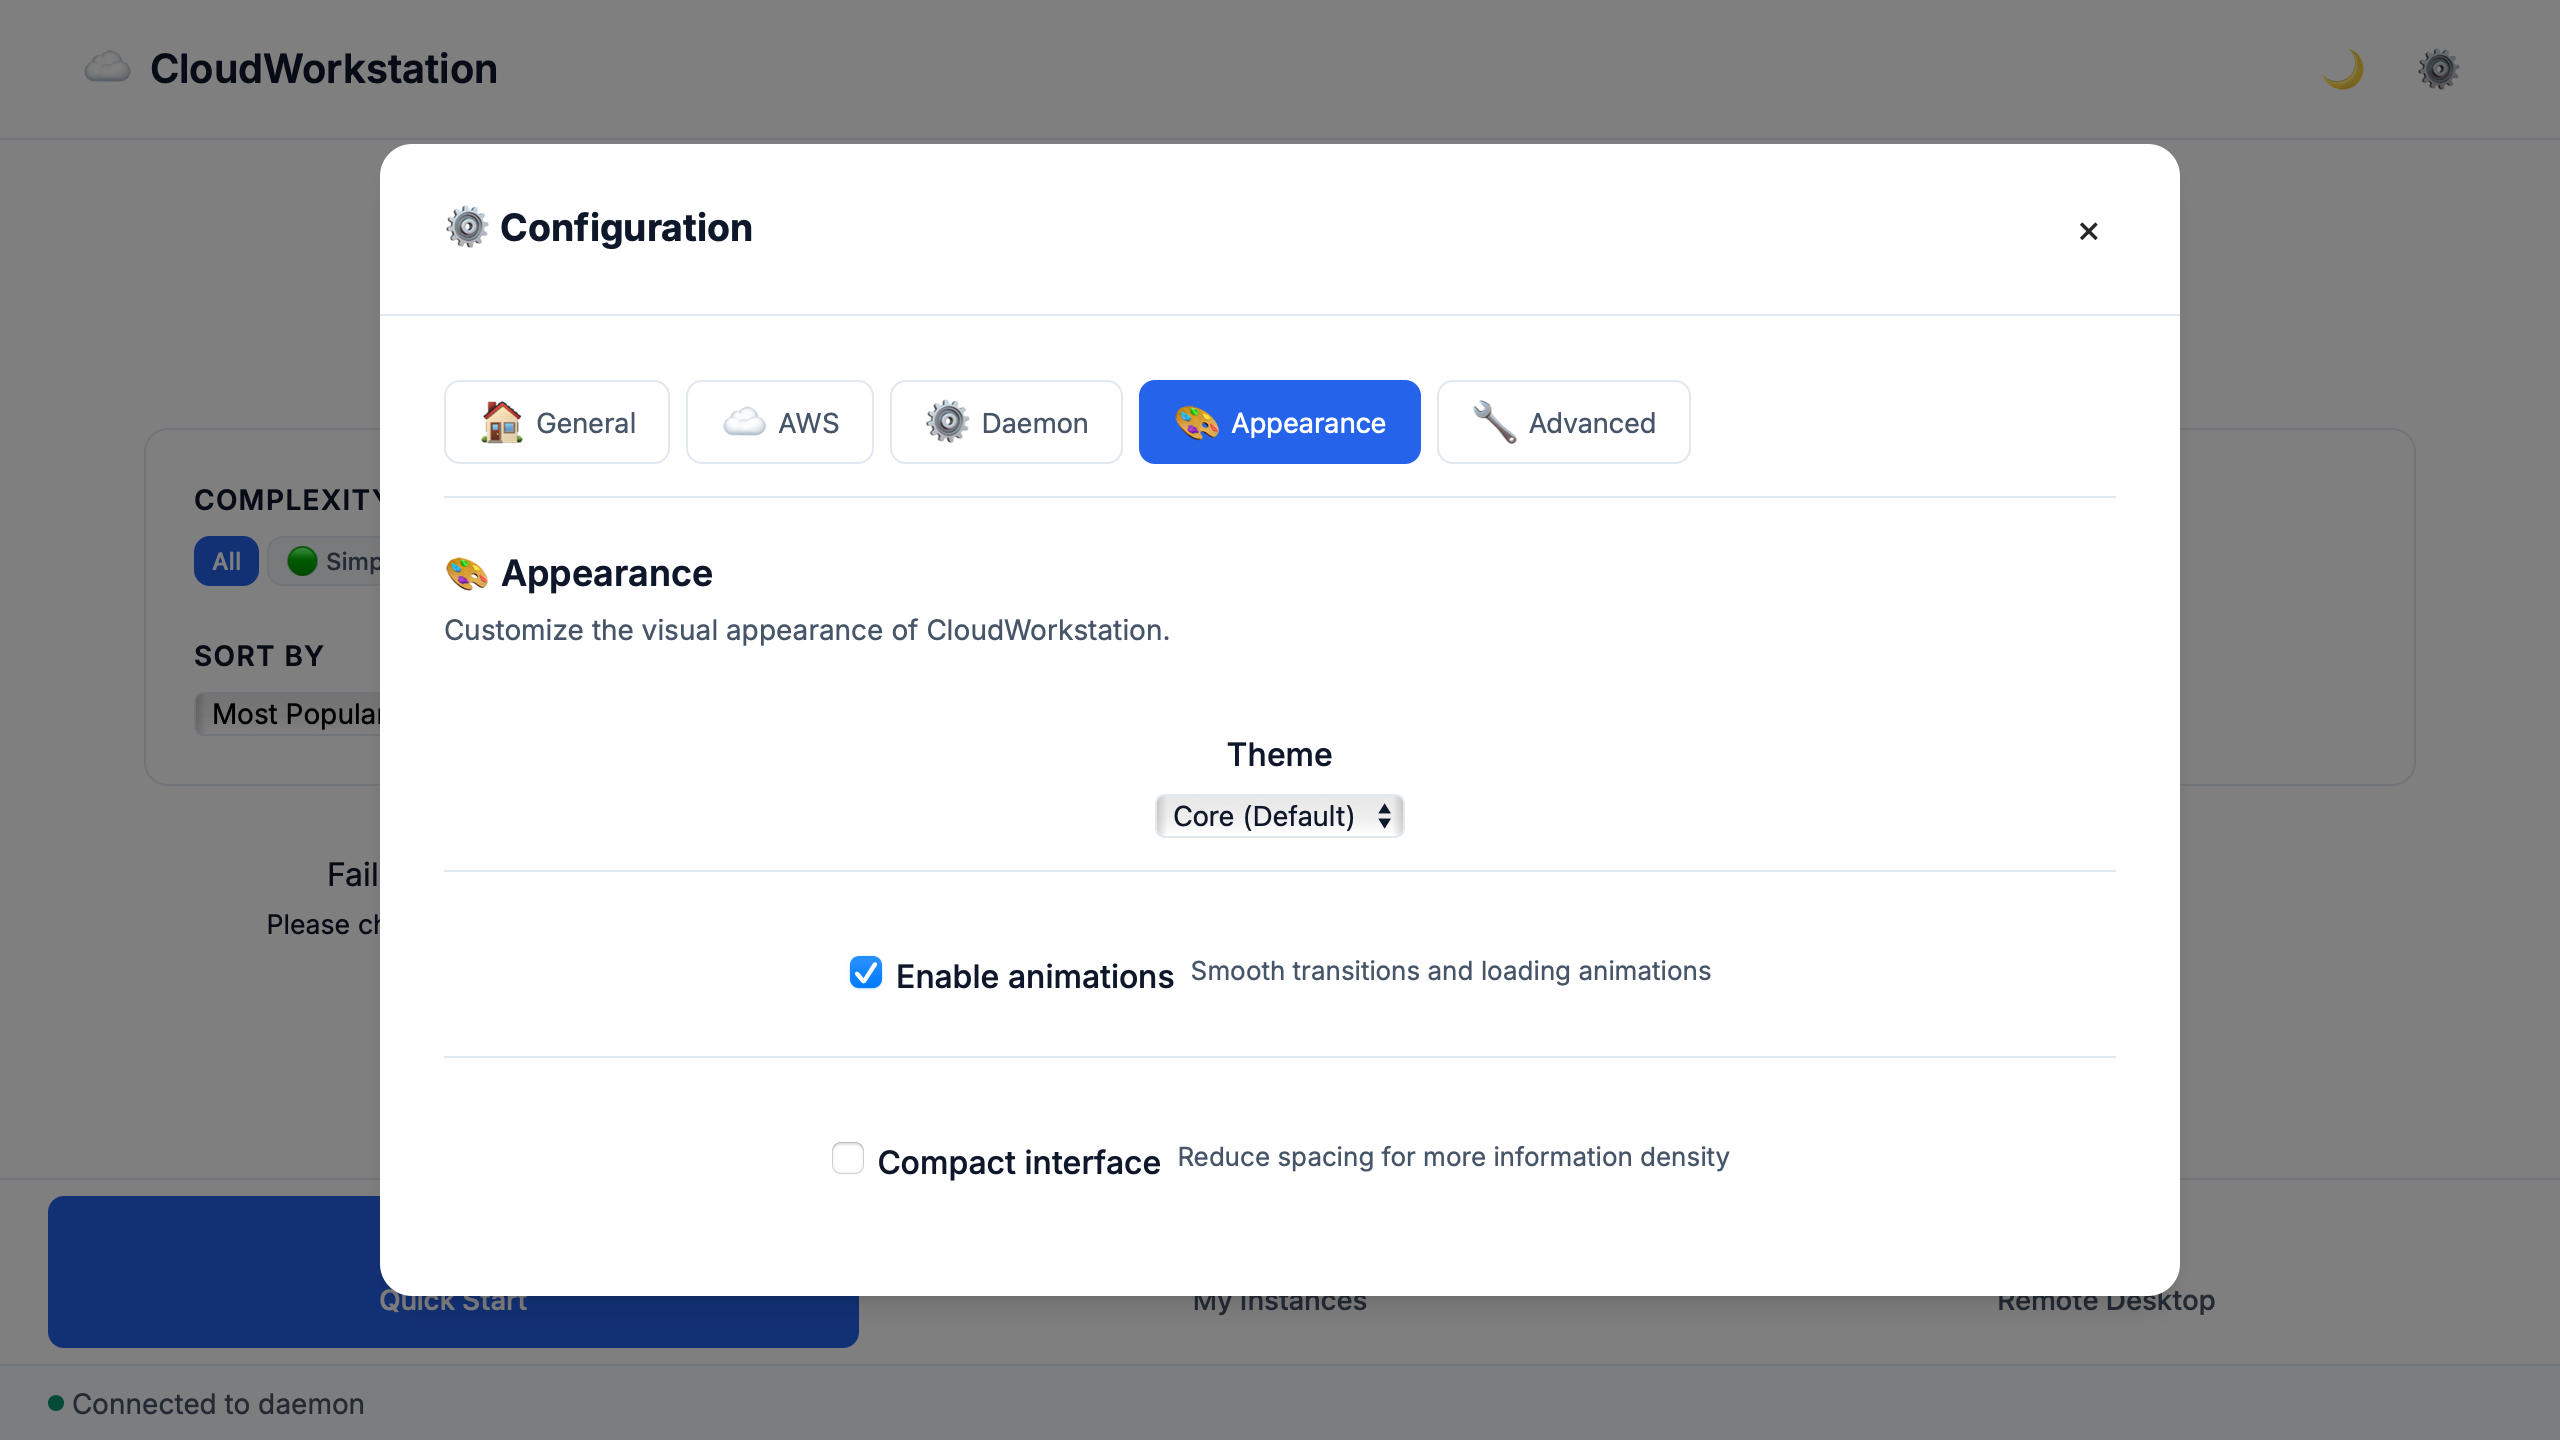 CloudWorkstation
Configuration
×
General
AWS
Daemon
Appearance
Advanced
Appearance
Customize the visual appearance of CloudWorkstation.
Theme
Core (Default)
Enable animations Smooth transitions and loading animations
Compact interface Reduce spacing for more information density
COMPLEXITY
All
Simp
SORT BY
Most Popular
Fail
Please ch
Quick Start
My Instances
Remote Desktop
Connected to daemon